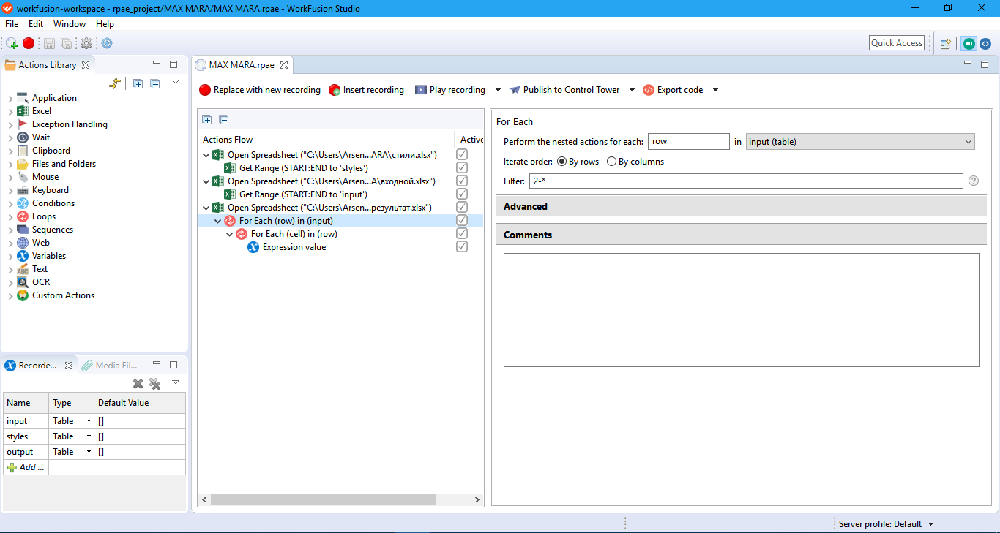 workfusion-workspace - rpae_project/MAX MARA/MAX MARA.rpae - WorkFusion Studio
File Edit Window Help
Quick Access
Actions Library
Application
Excel
Exception Handling
Wait
Clipboard
Files and Folders
Mouse
Keyboard
Conditions
Loops
Sequences
Web
Variables
Text
OCR
Custom Actions
Recorde... Media Fil...
Name Type Default Value
input Table []
styles Table []
output Table []
Add ...
MAX MARA.rpae
Replace with new recording Insert recording Play recording Publish to Control Tower Export code
Actions Flow Active
Open Spreadsheet ("C:\Users\Arsen...ARA\стили.xlsx")
Get Range (START:END to 'styles')
Open Spreadsheet ("C:\Users\Arsen...A\входной.xlsx")
Get Range (START:END to 'input')
Open Spreadsheet ("C:\Users\Arsen...результат.xlsx")
For Each (row) in (input)
For Each (cell) in (row)
Expression value
For Each
Perform the nested actions for each: row in input (table)
Iterate order: By rows By columns
Filter: 2-*
Advanced
Comments
Server profile: Default